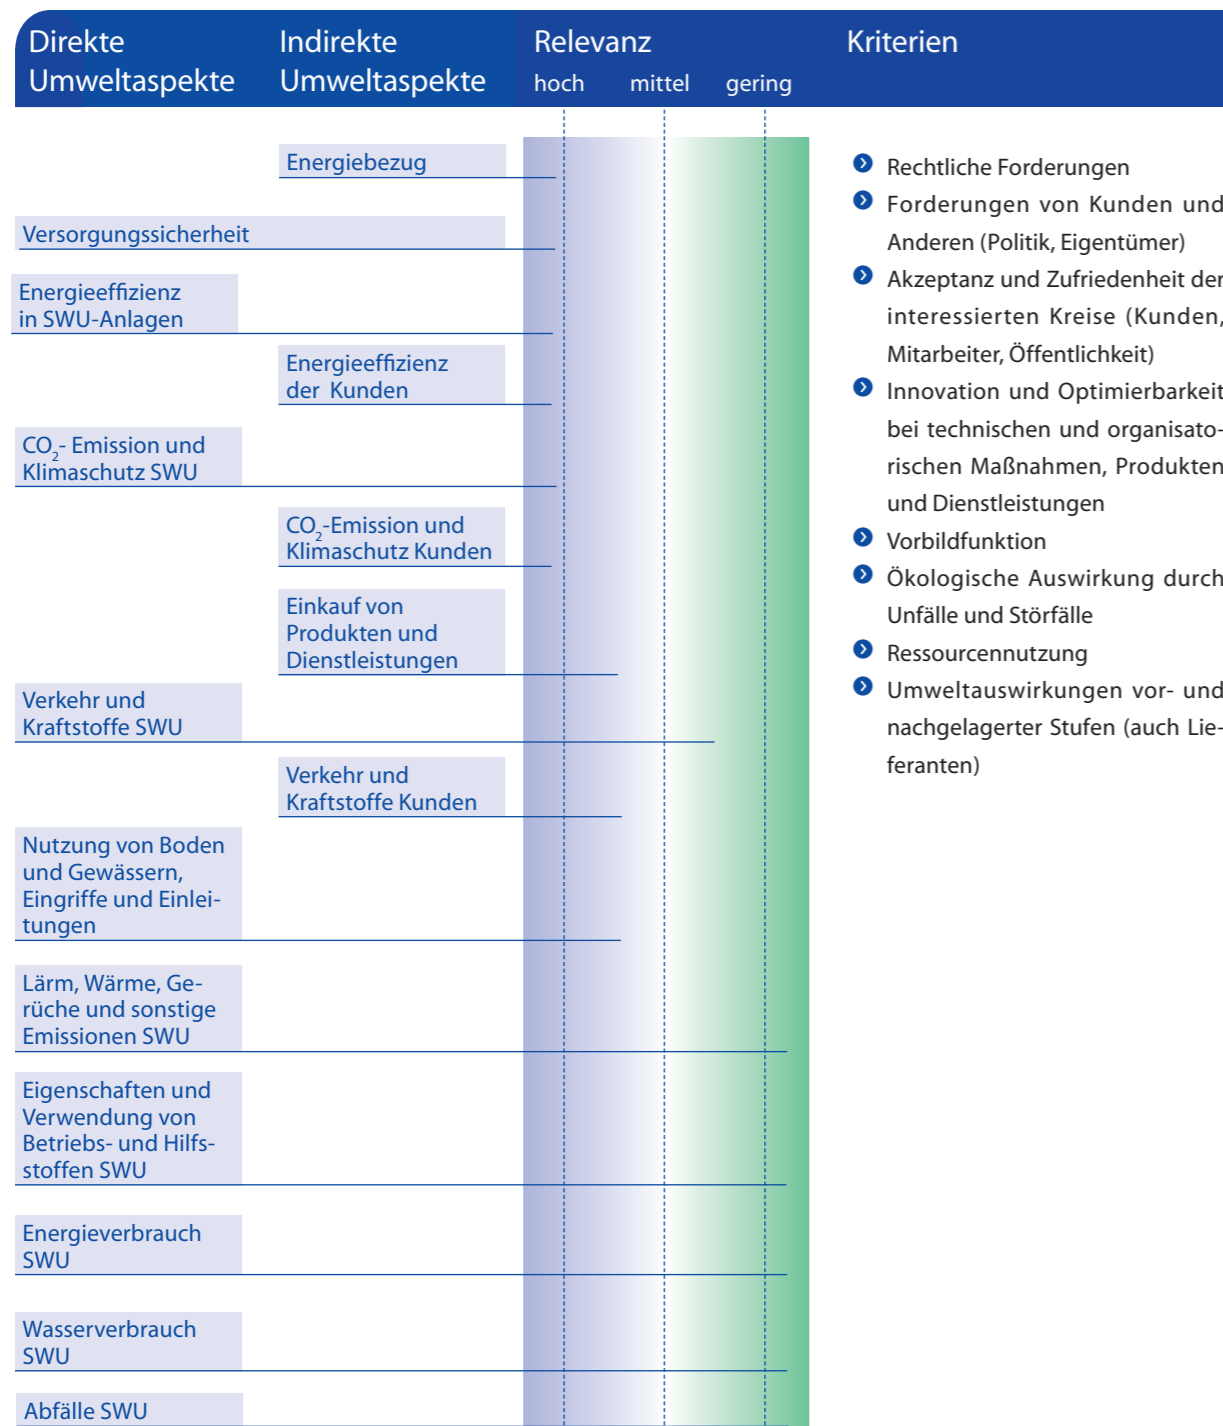 Direkte
Umweltaspekte
Indirekte
Umweltaspekte
Relevanz
hoch mittel gering
Kriterien
Energiebezug
Versorgungssicherheit
Energieeffizienz
in SWU-Anlagen
Energieeffizienz
der Kunden
CO₂- Emission und
Klimaschutz SWU
CO₂-Emission und
Klimaschutz Kunden
Einkauf von
Produkten und
Dienstleistungen
Verkehr und
Kraftstoffe SWU
Verkehr und
Kraftstoffe Kunden
Nutzung von Boden
und Gewässern,
Eingriffe und Einlei-
tungen
Lärm, Wärme, Ge-
rüche und sonstige
Emissionen SWU
Eigenschaften und
Verwendung von
Betriebs- und Hilfs-
stoffen SWU
Energieverbrauch
SWU
Wasserverbrauch
SWU
Abfälle SWU
Rechtliche Forderungen
Forderungen von Kunden und
Anderen (Politik, Eigentümer)
Akzeptanz und Zufriedenheit der
interessierten Kreise (Kunden,
Mitarbeiter, Öffentlichkeit)
Innovation und Optimierbarkeit
bei technischen und organisato-
rischen Maßnahmen, Produkten
und Dienstleistungen
Vorbildfunktion
Ökologische Auswirkung durch
Unfälle und Störfälle
Ressourcennutzung
Umweltauswirkungen vor- und
nachgelagerter Stufen (auch Lie-
feranten)